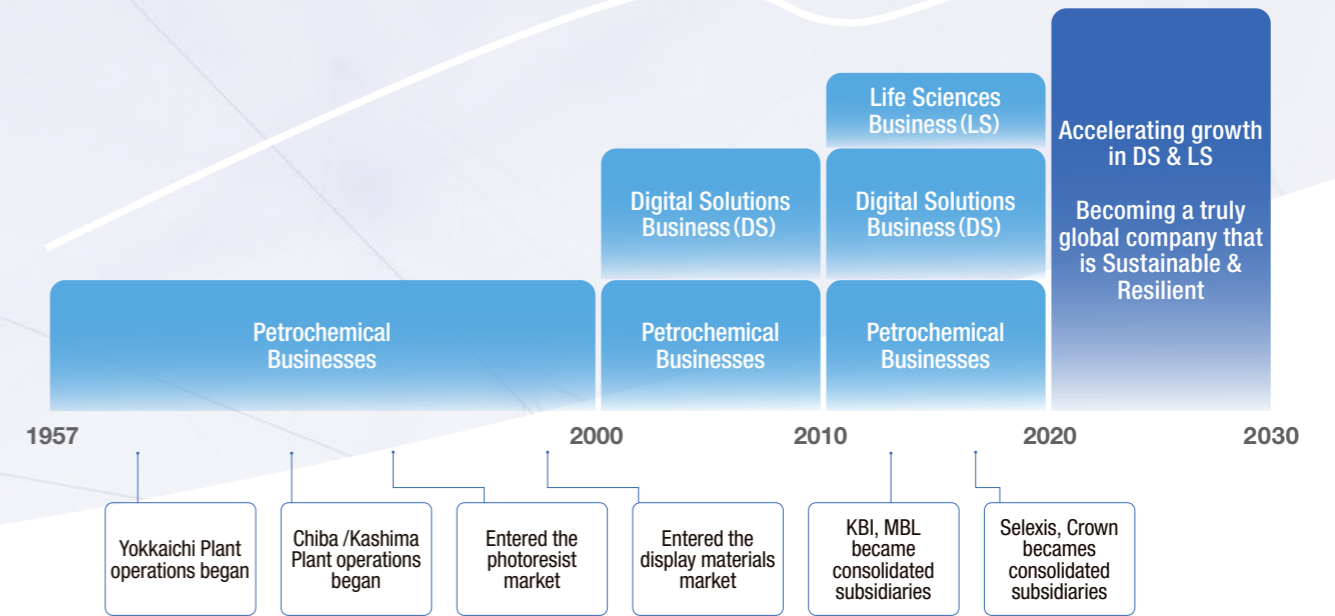 Life Sciences
Business (LS)
Accelerating growth
in DS & LS
Becoming a truly
global company that
is Sustainable &
Resilient
Digital Solutions
Business (DS)
Digital Solutions
Business (DS)
Petrochemical
Businesses
Petrochemical
Businesses
Petrochemical
Businesses
1957
2000
2010
2020
2030
Yokkaichi Plant
operations began
Chiba /Kashima
Plant operations
began
Entered the
photoresist
market
Entered the
display materials
market
KBI, MBL
became
consolidated
subsidiaries
Selexis, Crown
becames
consolidated
subsidiaries